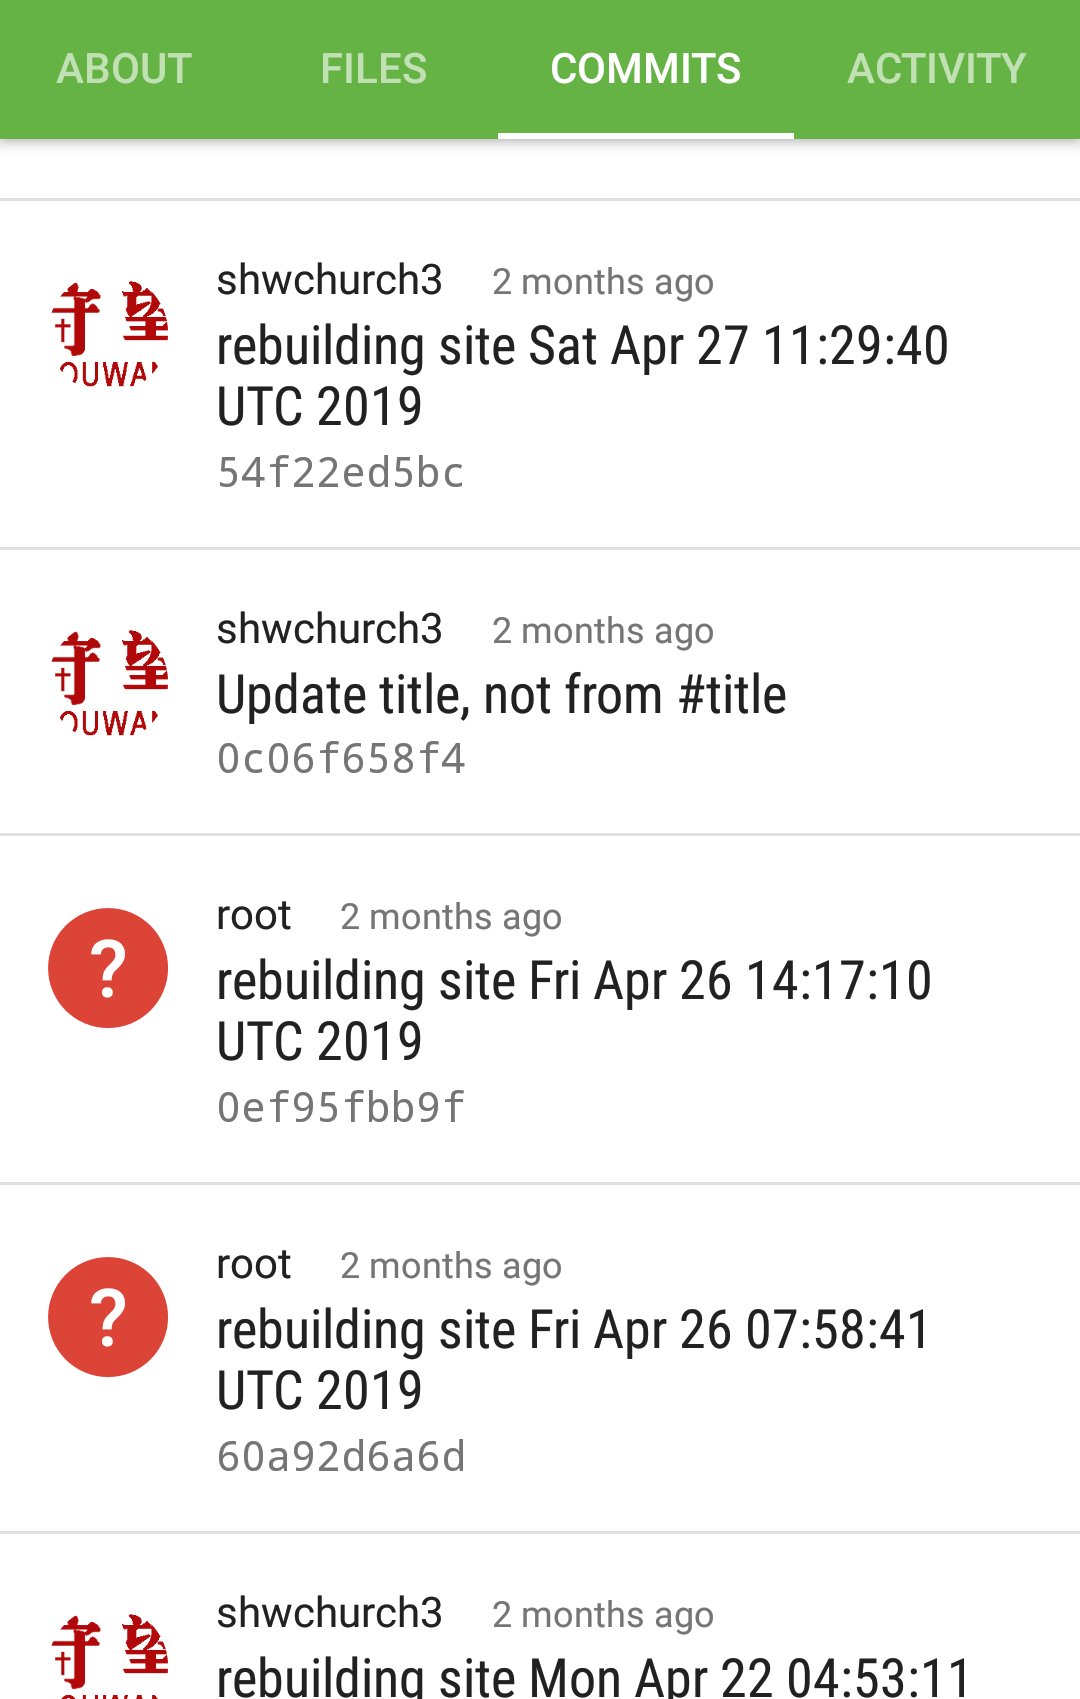 ABOUT FILES COMMITS ACTIVITY
shwchurch3 2 months ago
rebuilding site Sat Apr 27 11:29:40
UTC 2019
54f22ed5bc
shwchurch3 2 months ago
Update title, not from #title
0c06f658f4
?
root 2 months ago
rebuilding site Fri Apr 26 14:17:10
UTC 2019
0ef95fbb9f
?
root 2 months ago
rebuilding site Fri Apr 26 07:58:41
UTC 2019
60a92d6a6d
shwchurch3 2 months ago
rebuilding site Mon Apr 22 04:53:11